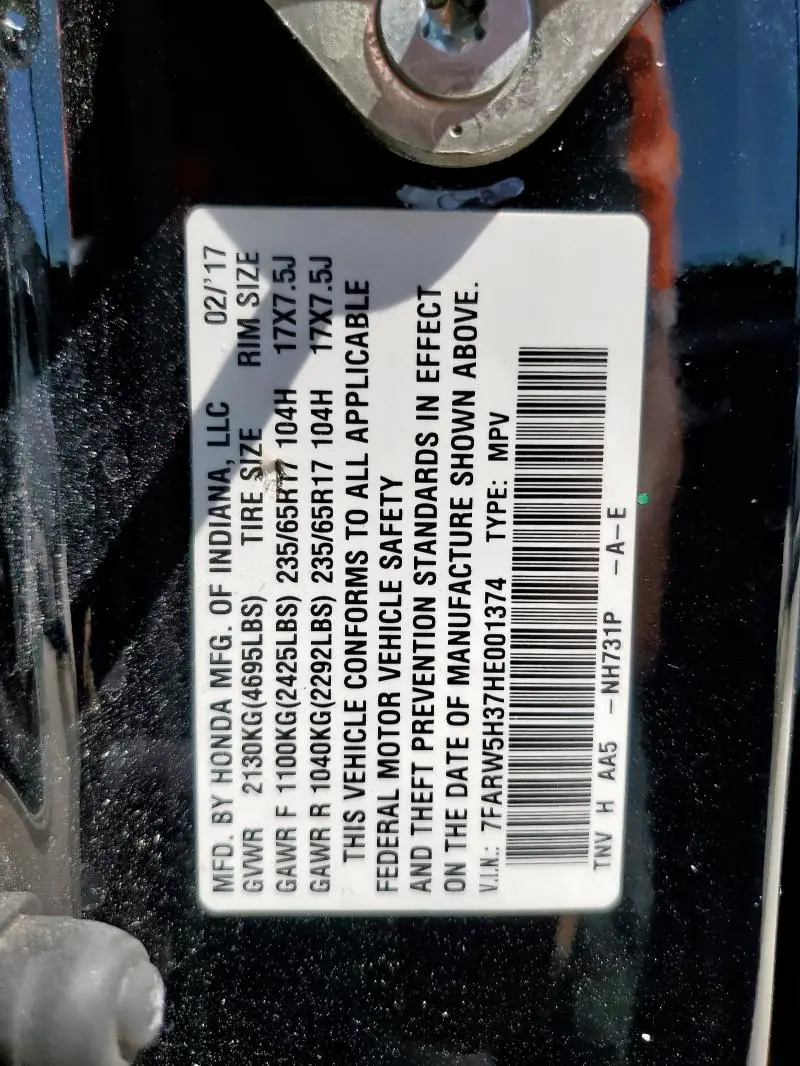 MFD. BY HONDA MFG. OF INDIANA, LLC 02/'17
GVWR 2130KG(4695LBS) TIRE SIZE RIM SIZE
GAWR F 1100KG(2425LBS) 235/65R17 104H 17X7.5J
GAWR R 1040KG(2292LBS) 235/65R17 104H 17X7.5J
THIS VEHICLE CONFORMS TO ALL APPLICABLE
FEDERAL MOTOR VEHICLE SAFETY
AND THEFT PREVENTION STANDARDS IN EFFECT
ON THE DATE OF MANUFACTURE SHOWN ABOVE.
V.I.N.: 7FARW5H37HE001374 TYPE: MPV
TNV H AA5 -NH731P -A-E